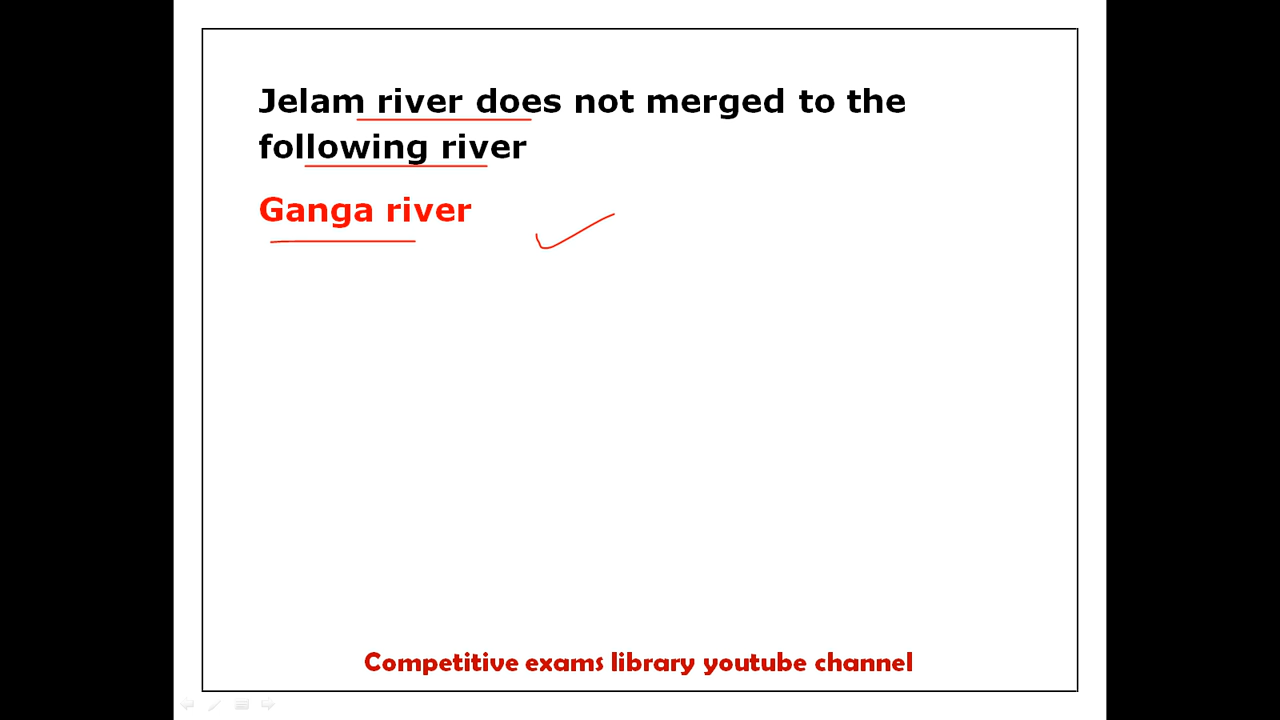 Jelam river does not merged to the
following river
Ganga river
Competitive exams library youtube channel